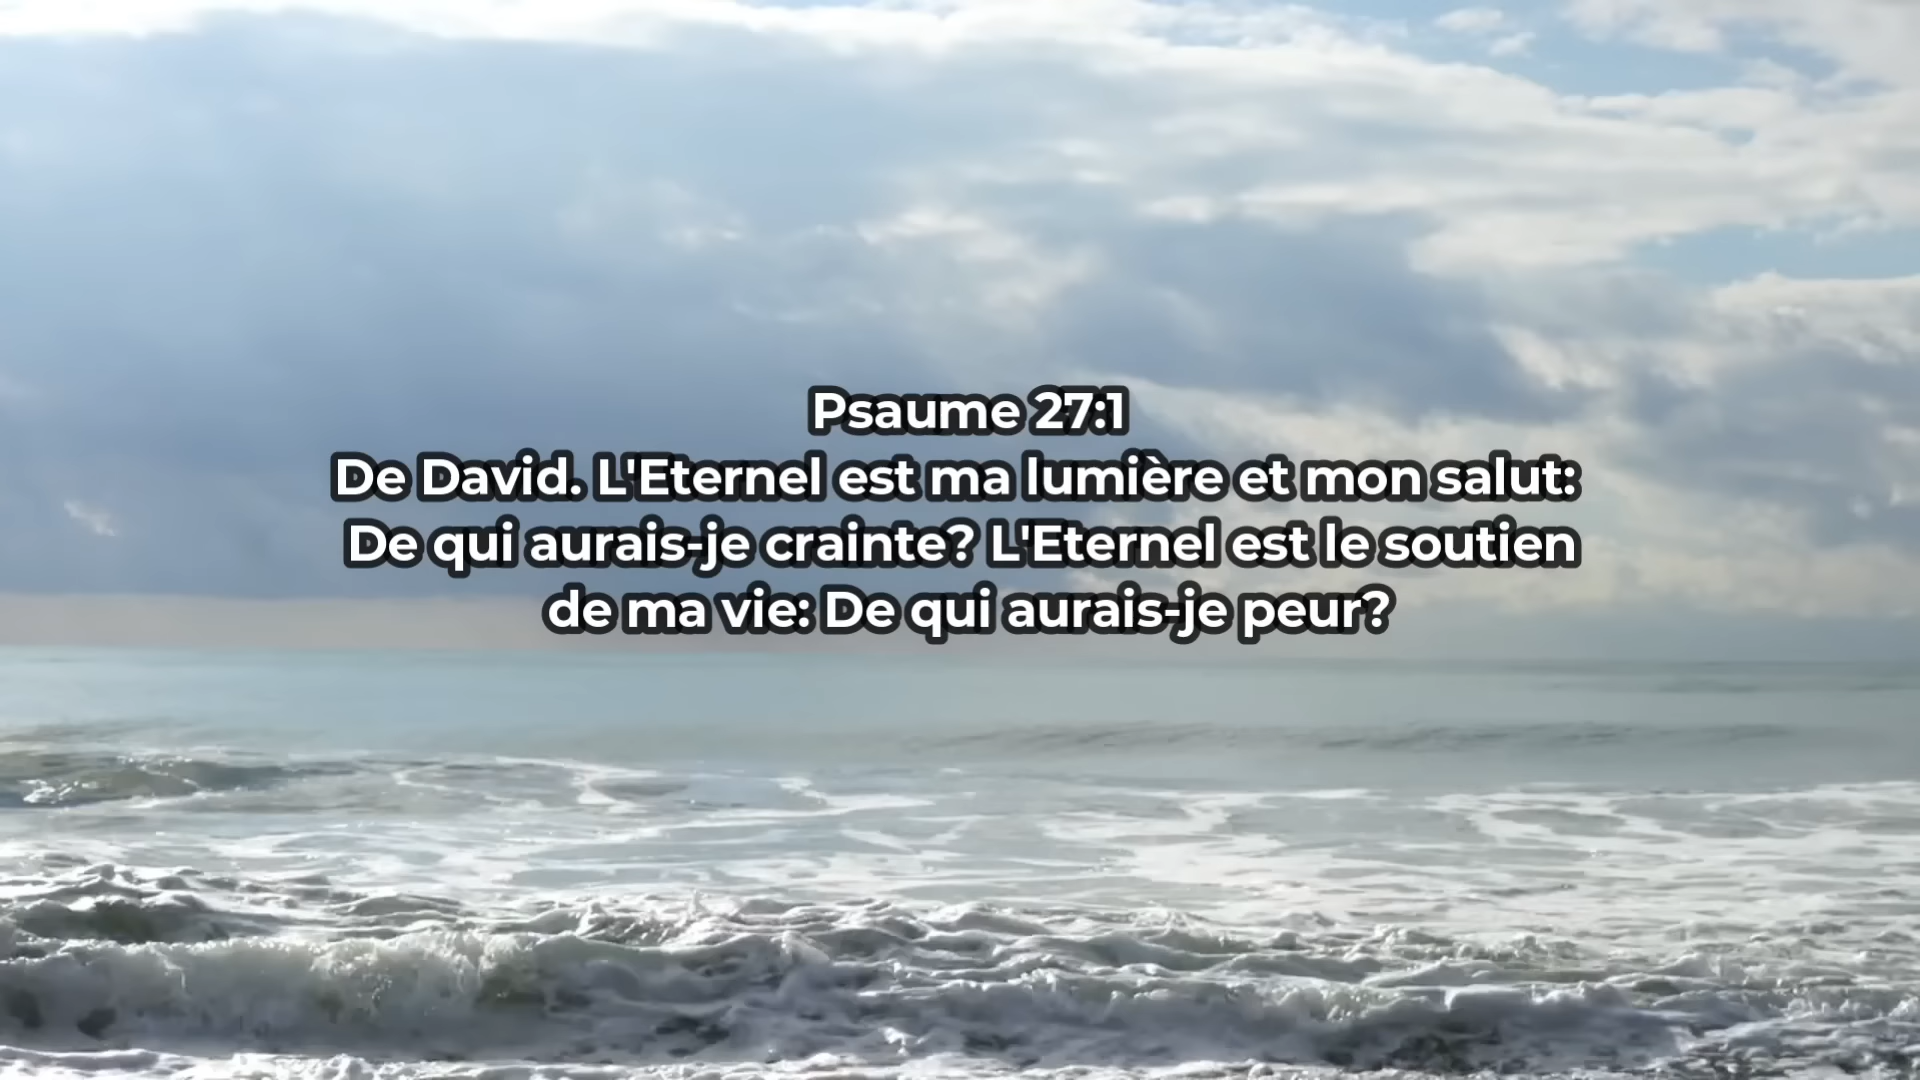 Psaume 27:1
De David. L'Eternel est ma lumière et mon salut:
De qui aurais-je crainte? L'Eternel est le soutien
de ma vie: De qui aurais-je peur?